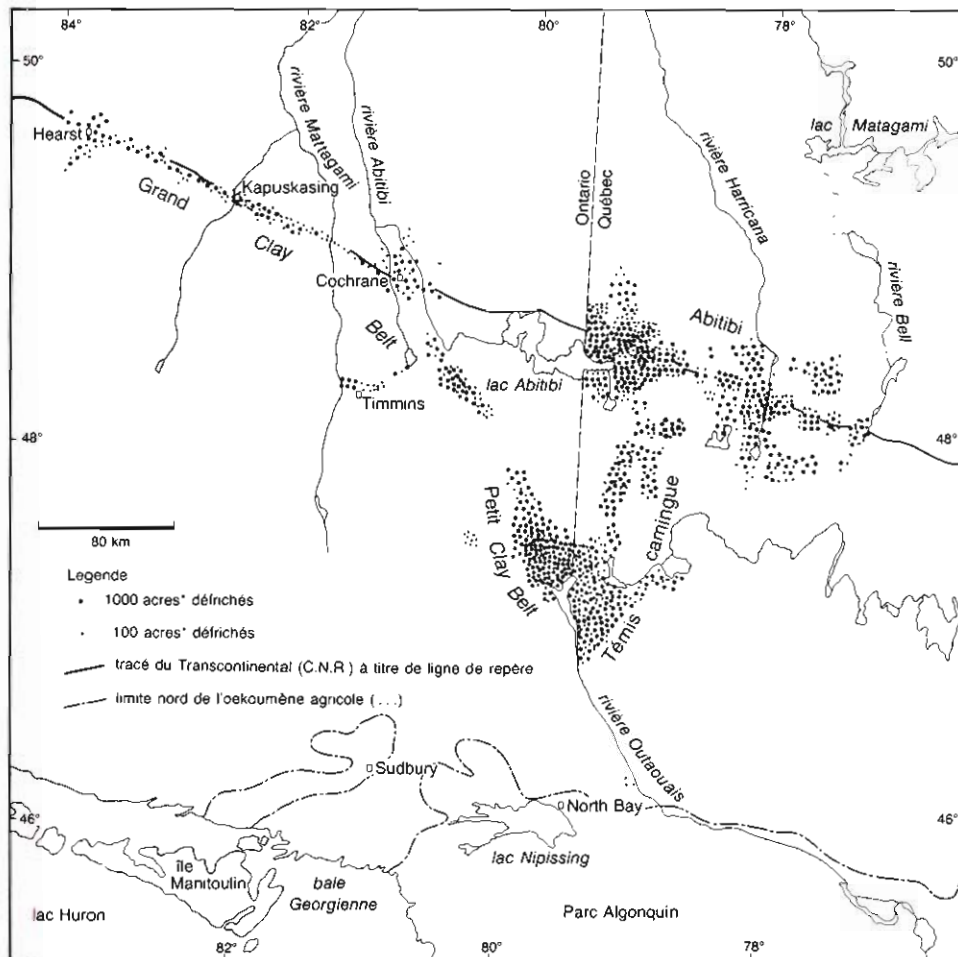 84°
82°
80°
78°
50°
50°
Hearst
rivière Mattagami
rivière Abitibi
rivière Harricana
lac Matagami
Grand
Kapuskasing
Clay
Ontario
Québec
rivière Bell
Cochrane
Belt
Abitibi
lac Abitibi
Timmins
48°
48°
80 km
Petit
Clay
Belt
Témis
camingue
Legende
1000 acres* défrichés
100 acres* défrichés
tracé du Transcontinental (C.N.R) à titre de ligne de repère
limite nord de l'oekoumène agricole (...)
rivière Outaouais
Sudbury
North Bay
46°
46°
lac Nipissing
île
Manitoulin
baie
Georgienne
Parc Algonquin
lac Huron
82°
80°
78°